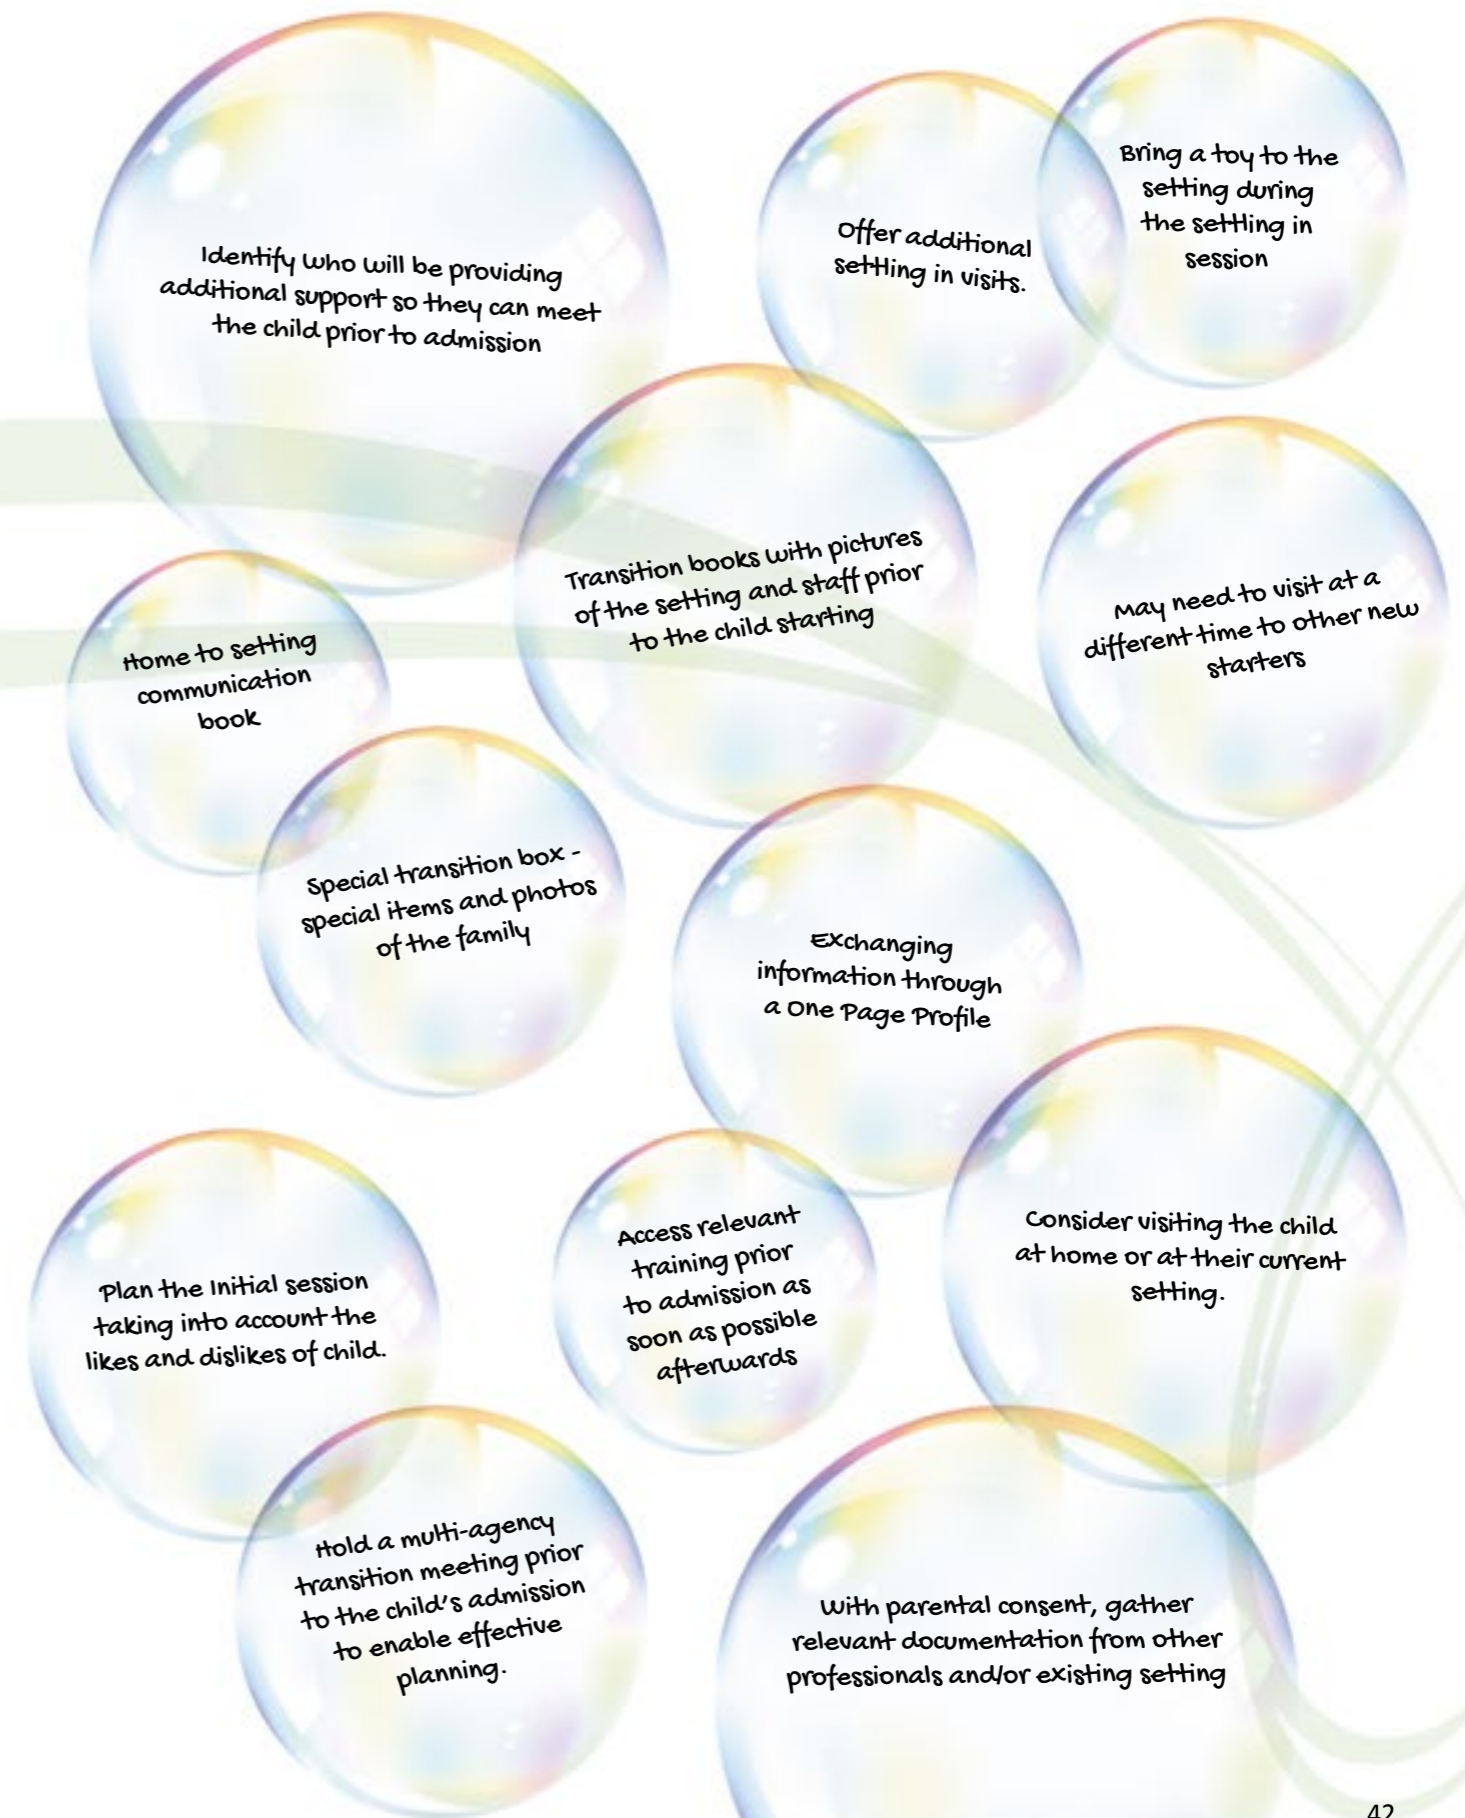 Identify who will be providing
additional support so they can meet
the child prior to admission
Offer additional
settling in visits.
Bring a toy to the
setting during
the settling in
session
Transition books with pictures
of the setting and staff prior
to the child starting
May need to visit at a
different time to other new
starters
Home to setting
communication
book
Special transition box -
special items and photos
of the family
Exchanging
information through
a One Page Profile
Consider visiting the child
at home or at their current
setting.
Access relevant
training prior
to admission as
soon as possible
afterwards
Plan the Initial session
taking into account the
likes and dislikes of child.
Hold a multi-agency
transition meeting prior
to the child's admission
to enable effective
planning.
With parental consent, gather
relevant documentation from other
professionals and/or existing setting
42